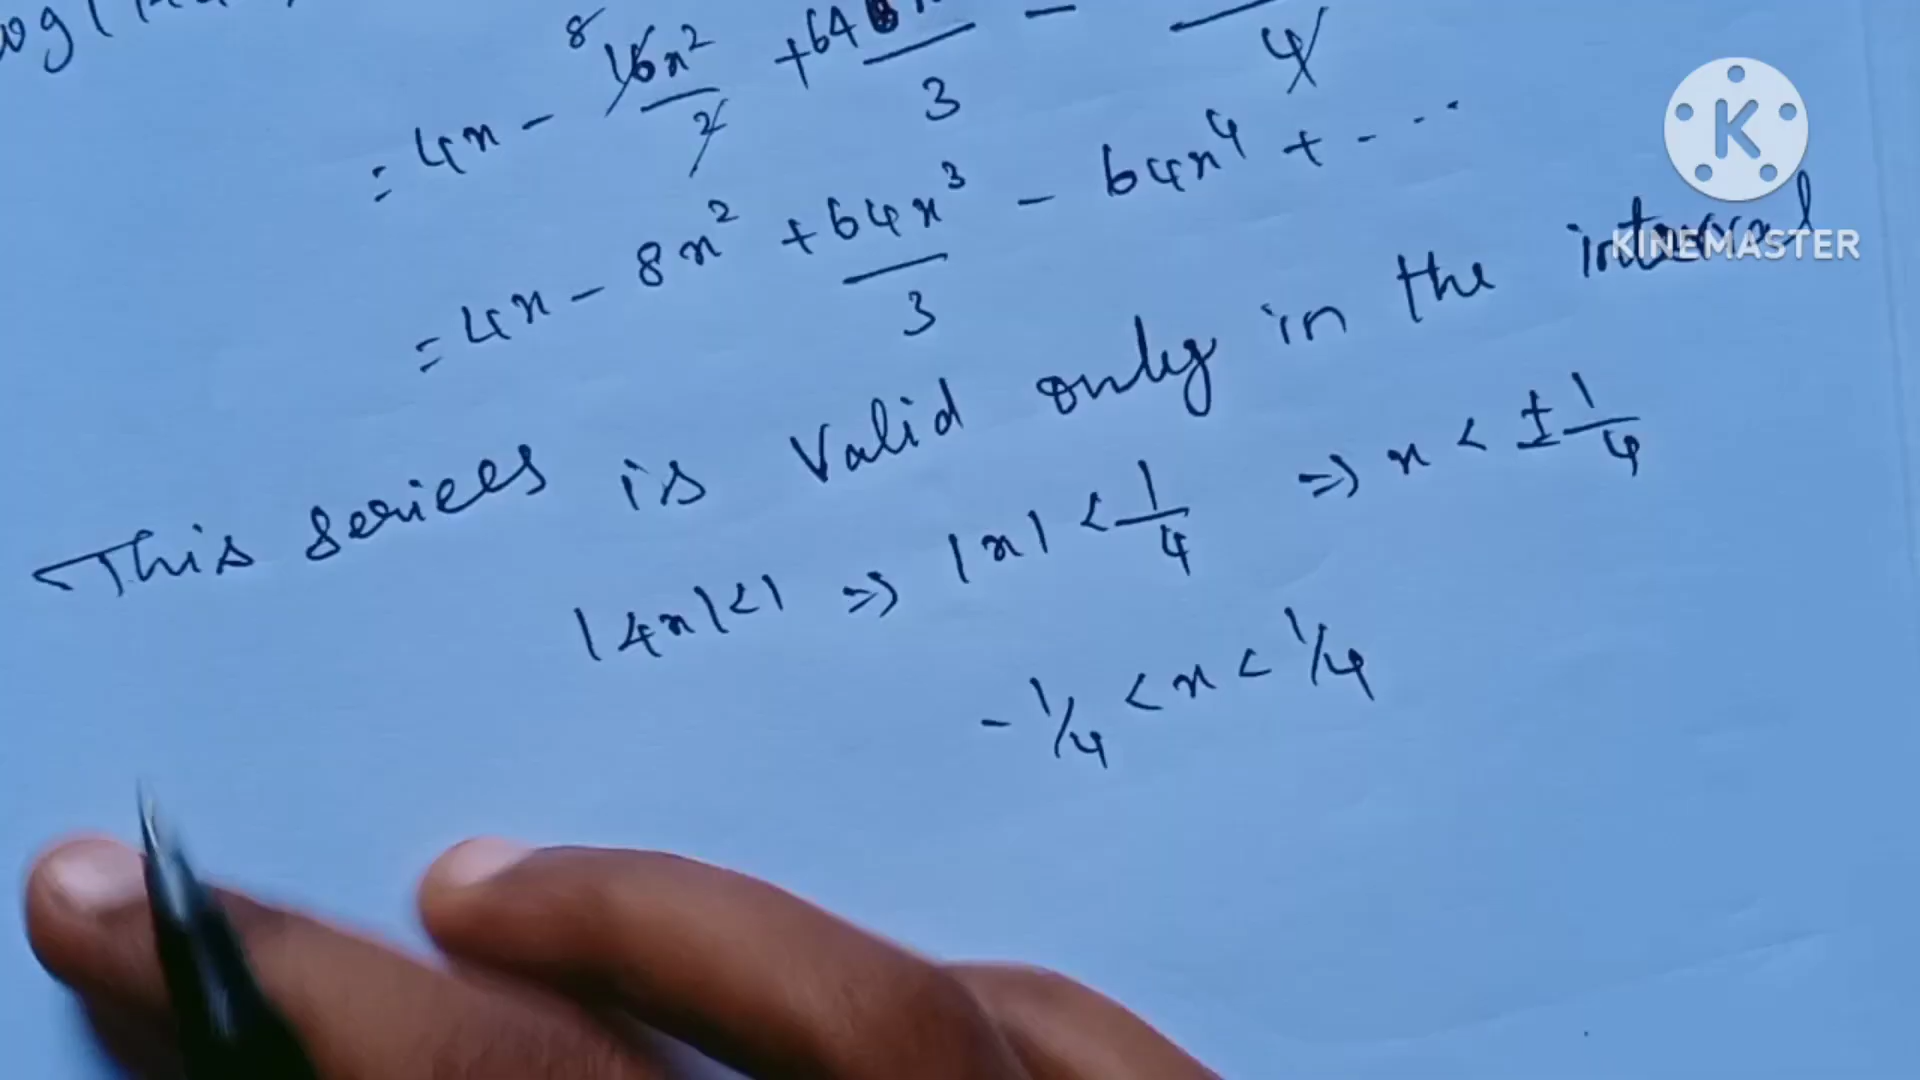 = 4x - 16x²/2 + 64 /3 - /4
= 4x - 8x² + 64x³/3 - 64x⁴ + - ...
This series is valid only in the interval
|4x|<1 => |x| < 1/4 => x < ± 1/4
-1/4 < x < 1/4
K
KINEMASTER